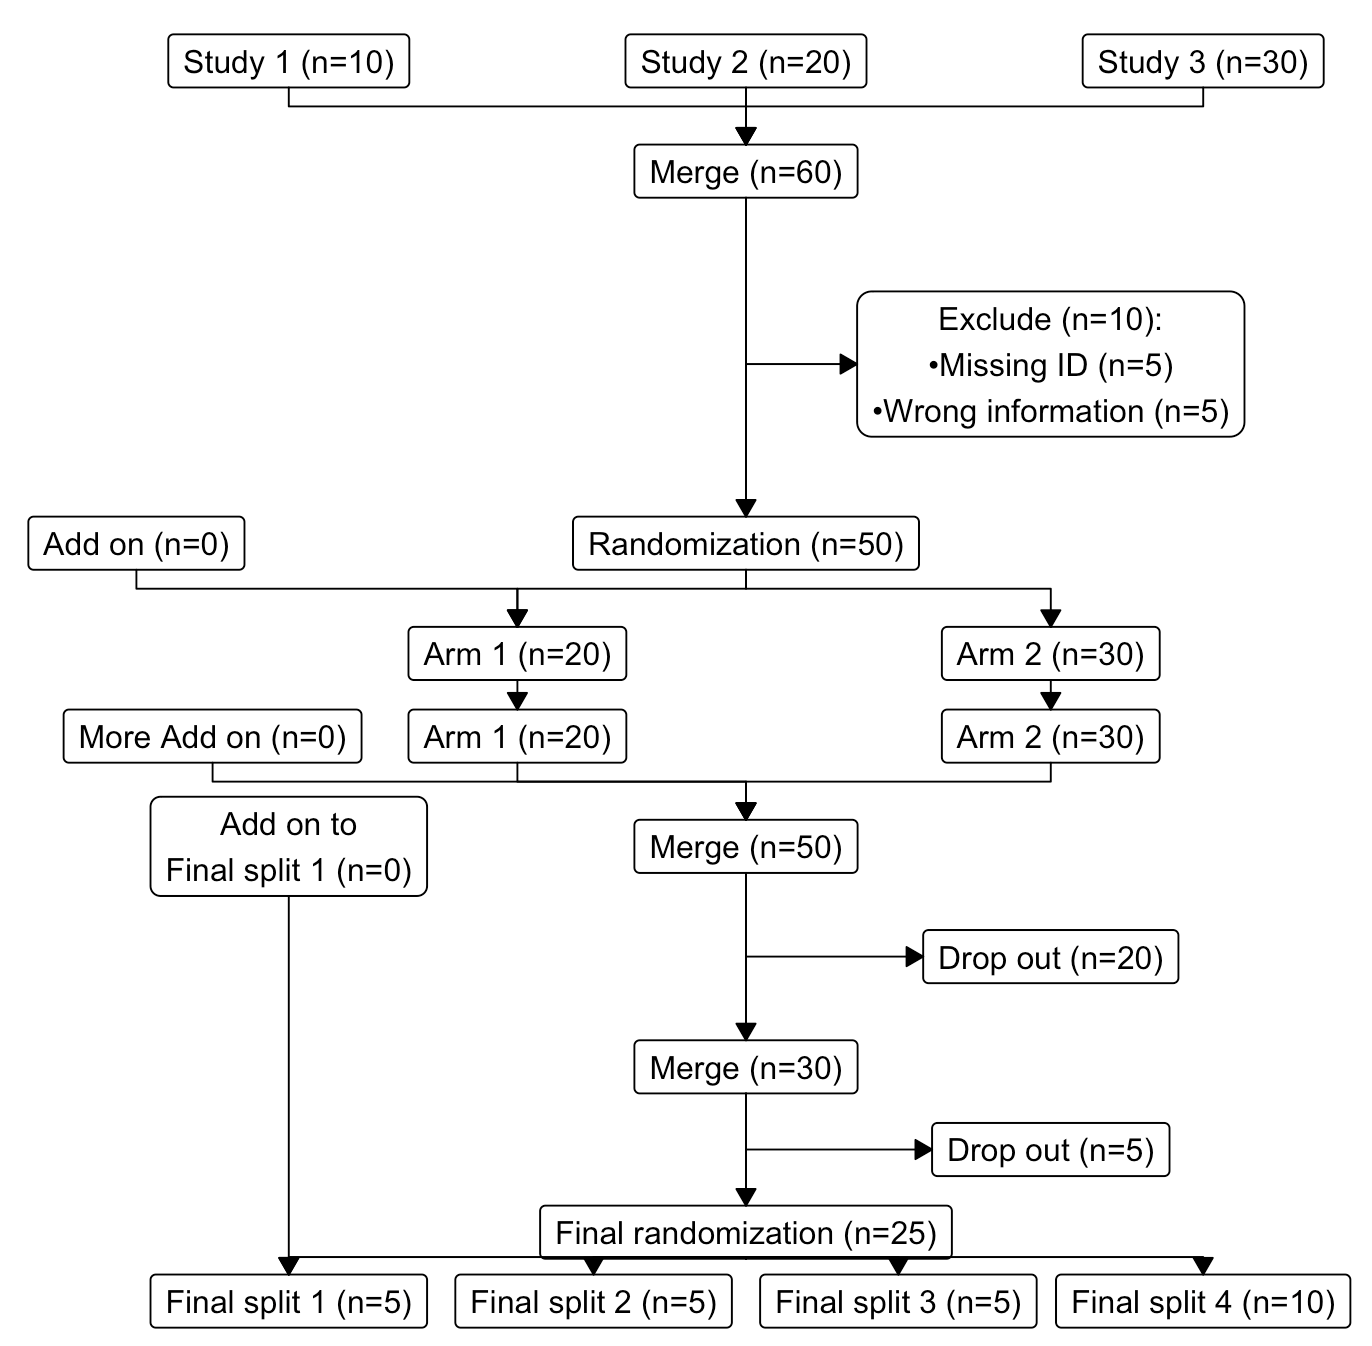 Study 1 (n=10)
Study 2 (n=20)
Study 3 (n=30)
Merge (n=60)
Exclude (n=10):
•Missing ID (n=5)
•Wrong information (n=5)
Add on (n=0)
Randomization (n=50)
Arm 1 (n=20)
Arm 2 (n=30)
More Add on (n=0)
Arm 1 (n=20)
Arm 2 (n=30)
Add on to
Final split 1 (n=0)
Merge (n=50)
Drop out (n=20)
Merge (n=30)
Drop out (n=5)
Final randomization (n=25)
Final split 1 (n=5)
Final split 2 (n=5)
Final split 3 (n=5)
Final split 4 (n=10)